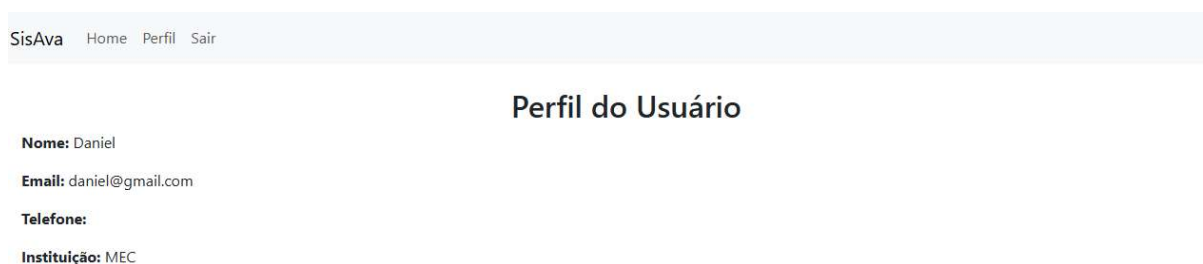 SisAva Home Perfil Sair
Perfil do Usuário
Nome: Daniel
Email: daniel@gmail.com
Telefone:
Instituição: MEC